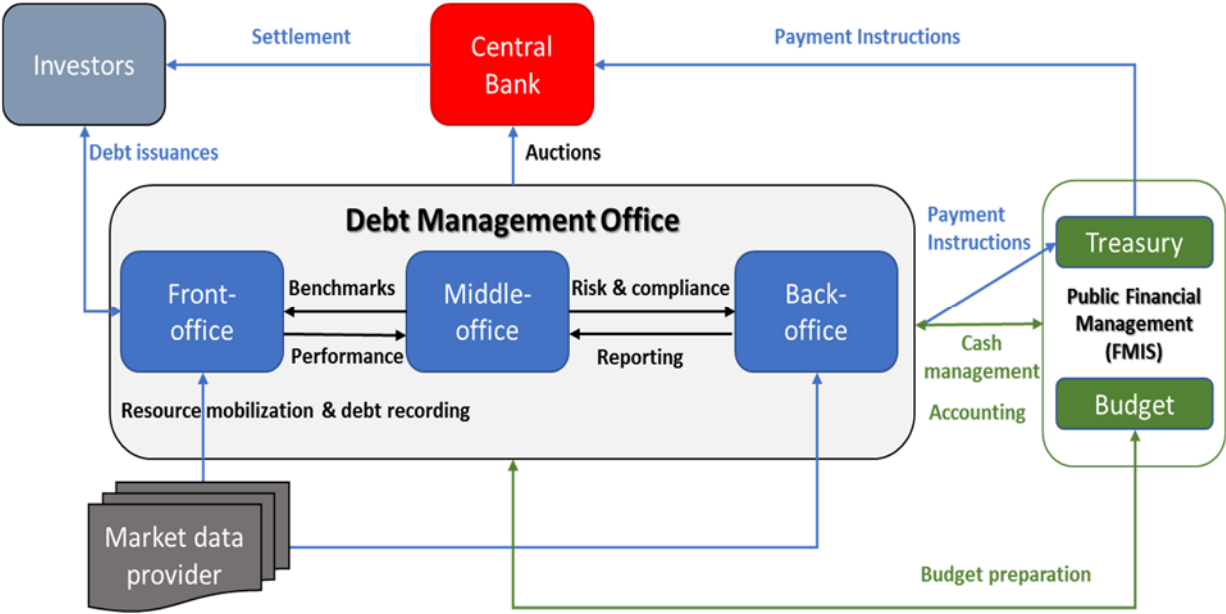 Settlement
Payment Instructions
Investors
Central
Bank
Debt issuances
Auctions
Debt Management Office
Payment
Instructions
Treasury
Front-
office
Benchmarks
Performance
Middle-
office
Risk & compliance
Reporting
Back-
office
Public Financial
Management
(FMIS)
Cash
management
Accounting
Budget
Resource mobilization & debt recording
Market data
provider
Budget preparation